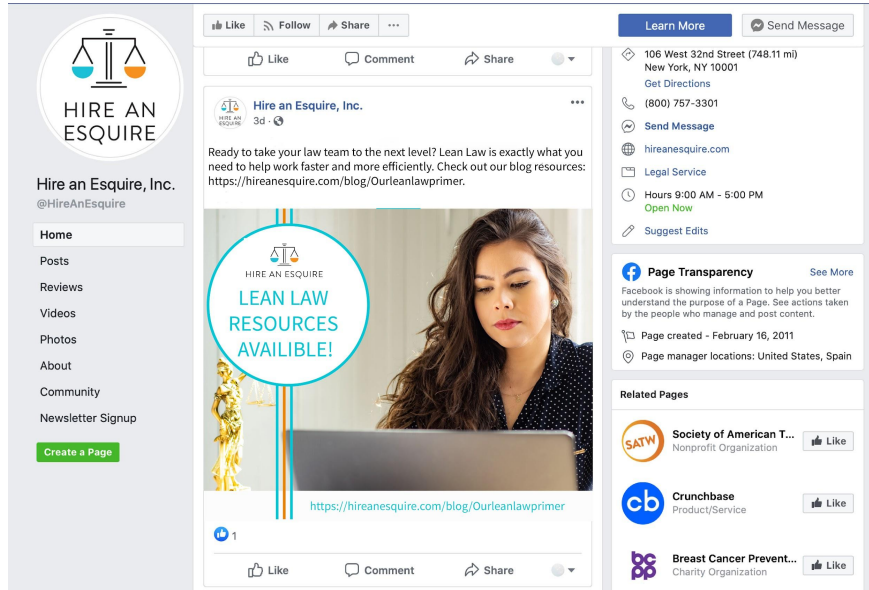 HIRE AN
ESQUIRE
Hire an Esquire, Inc.
@HireAnEsquire
Home
Posts
Reviews
Videos
Photos
About
Community
Newsletter Signup
Create a Page
Like
Follow
Share
Learn More
Send Message
Like
Comment
Share
HIRE AN
ESQUIRE
Hire an Esquire, Inc.
3d ·
Ready to take your law team to the next level? Lean Law is exactly what you
need to help work faster and more efficiently. Check out our blog resources:
https://hireanesquire.com/blog/Ourleanlawprimer.
HIRE AN ESQUIRE
LEAN LAW
RESOURCES
AVAILIBLE!
https://hireanesquire.com/blog/Ourleanlawprimer
1
Like
Comment
Share
106 West 32nd Street (748.11 mi)
New York, NY 10001
Get Directions
(800) 757-3301
Send Message
hireanesquire.com
Legal Service
Hours 9:00 AM - 5:00 PM
Open Now
Suggest Edits
Page Transparency
See More
Facebook is showing information to help you better
understand the purpose of a Page. See actions taken
by the people who manage and post content.
Page created - February 16, 2011
Page manager locations: United States, Spain
Related Pages
SATW
Society of American T...
Like
Nonprofit Organization
cb
Crunchbase
Like
Product/Service
bc
pp
Breast Cancer Prevent...
Like
Charity Organization